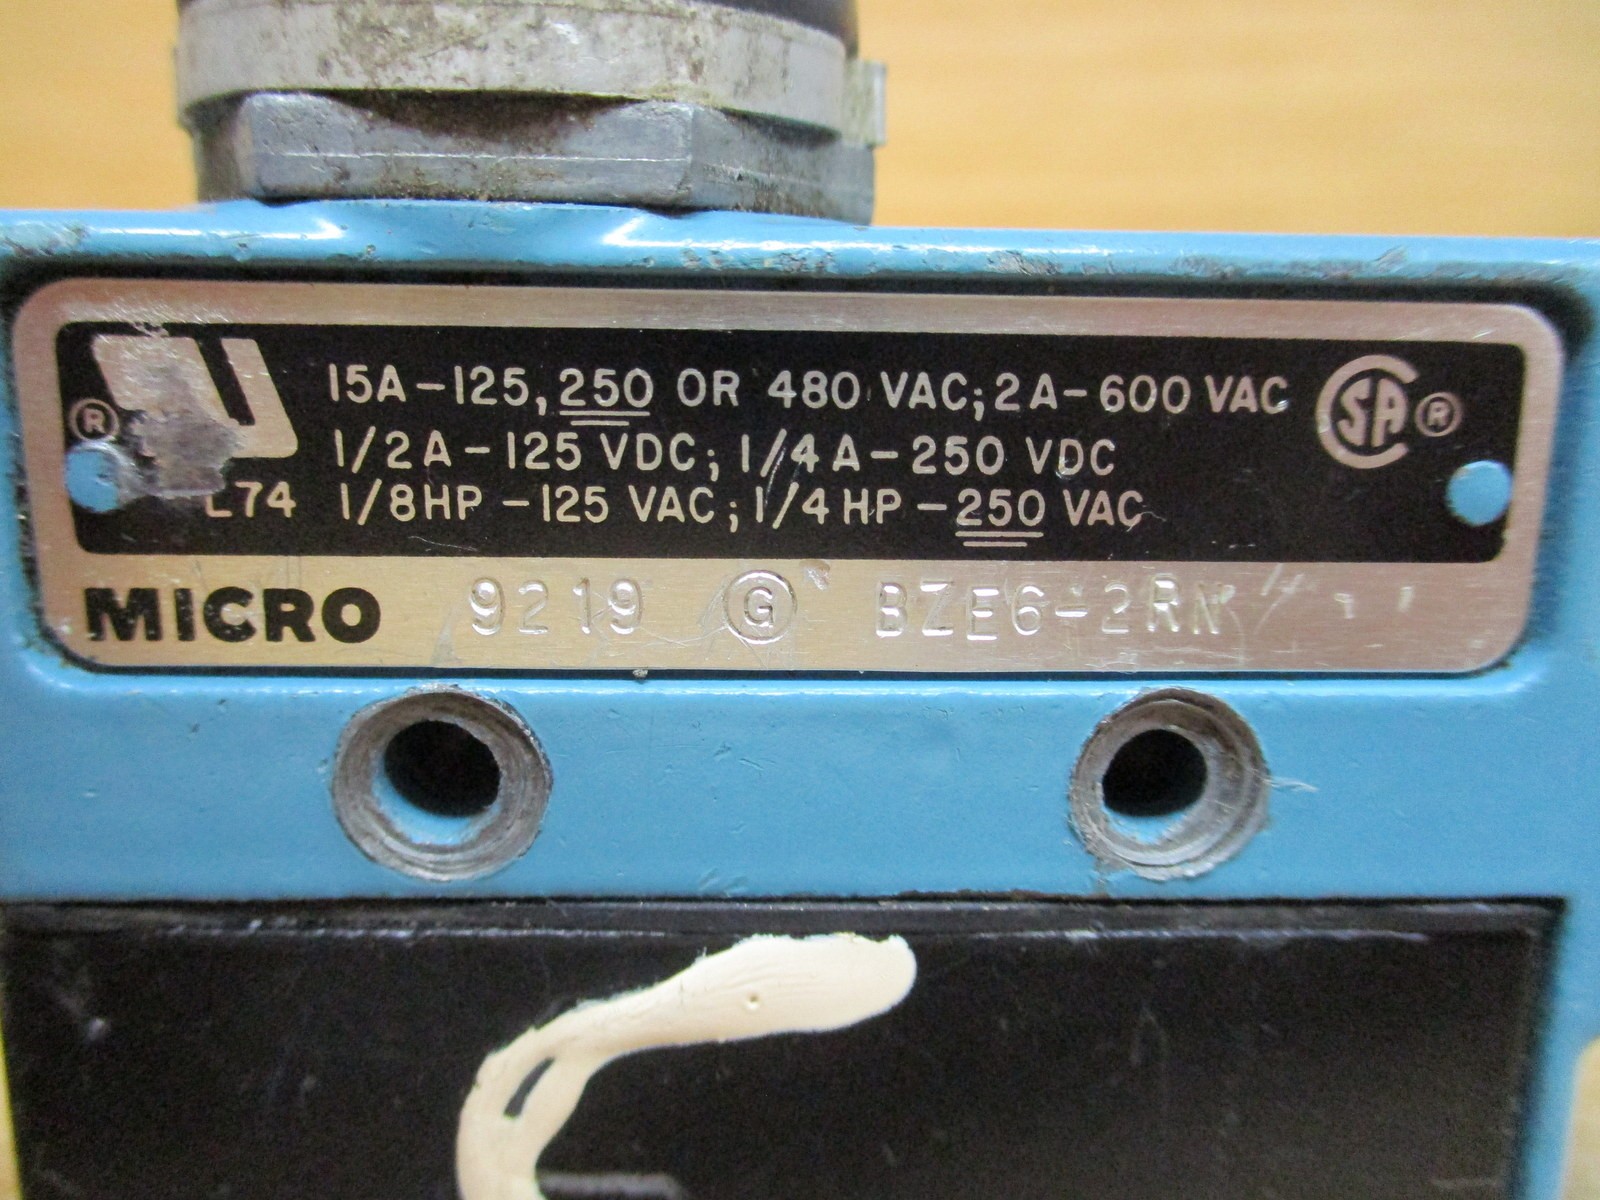 15A-125, 250 OR 480 VAC; 2A-600 VAC
1/2A-125 VDC; 1/4A-250 VDC
L74 1/8HP-125 VAC; 1/4HP-250 VAC
® SA ®
MICRO 9219 G BZE6-2RN